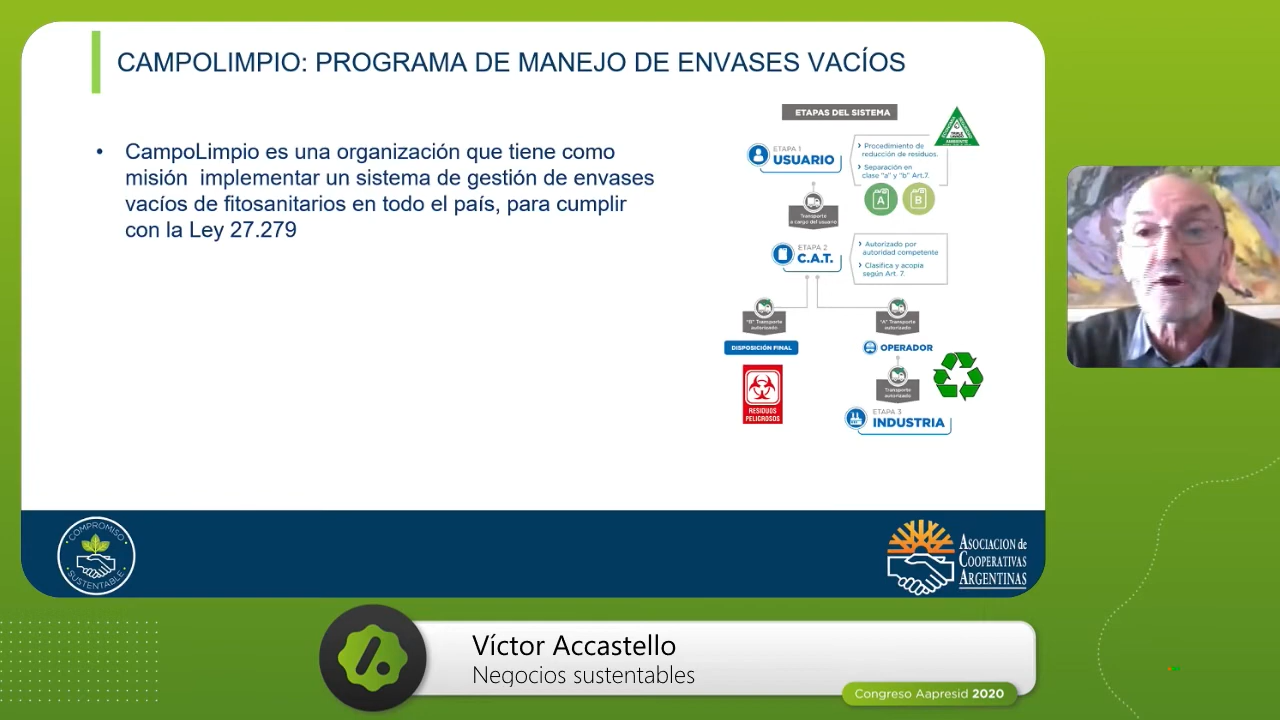 CAMPOLIMPIO: PROGRAMA DE MANEJO DE ENVASES VACÍOS
• CampoLimpio es una organización que tiene como
misión implementar un sistema de gestión de envases
vacíos de fitosanitarios en todo el país, para cumplir
con la Ley 27.279
ETAPAS DEL SISTEMA
ETAPA 1
USUARIO
› Procedimiento de
reducción de residuos.
› Separación en
clase "a" y "b" Art.7.
A
B
Transporte
a cargo del usuario
ETAPA 2
C.A.T.
› Autorizado por
autoridad competente
› Clasifica y acopia
según Art. 7.
"B" Transporte
autorizado
"A" Transporte
autorizado
DISPOSICIÓN FINAL
OPERADOR
RESIDUOS
PELIGROSOS
Transporte
autorizado
ETAPA 3
INDUSTRIA
COMPROMISO
SUSTENTABLE
ASOCIACION de
COOPERATIVAS
ARGENTINAS
Víctor Accastello
Negocios sustentables
Congreso Aapresid 2020